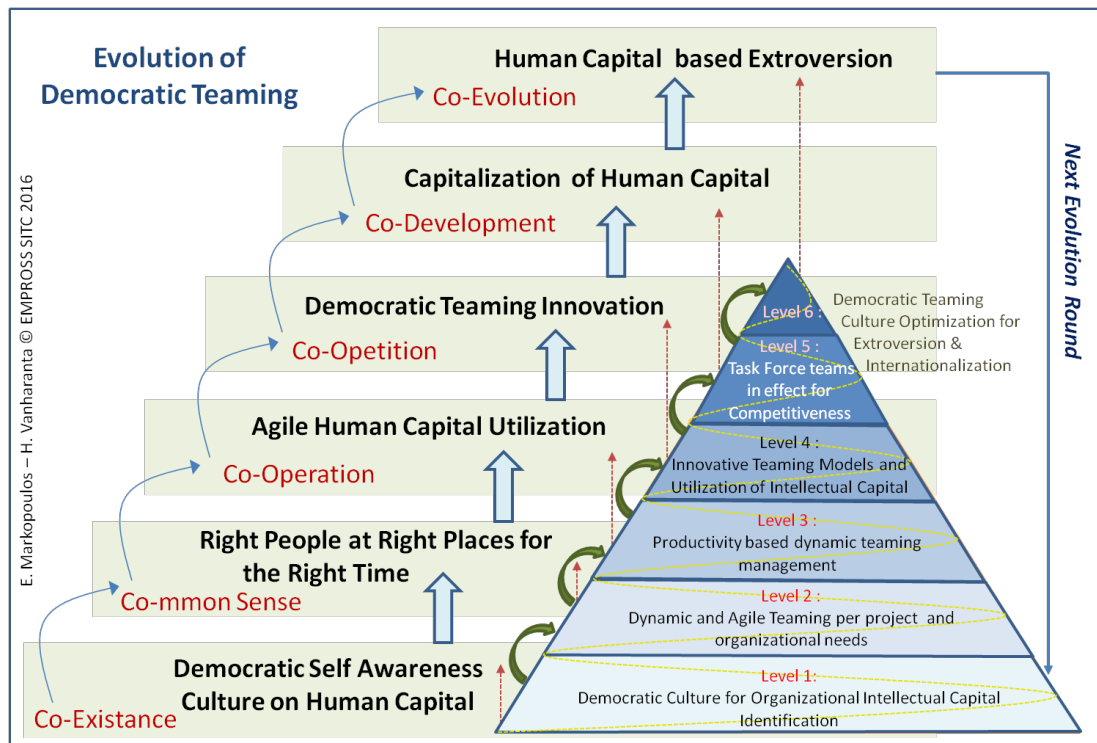 Evolution of
Democratic Teaming
Human Capital based Extroversion
Co-Evolution
Capitalization of Human Capital
Co-Development
Democratic Teaming Innovation
Co-Opetition
Agile Human Capital Utilization
Co-Operation
Right People at Right Places for
the Right Time
Co-mmon Sense
Democratic Self Awareness
Culture on Human Capital
Co-Existance
Level 6 :
Democratic Teaming
Culture Optimization for
Extroversion &
Internationalization
Level 5 :
Task Force teams
in effect for
Competitiveness
Level 4 :
Innovative Teaming Models and
Utilization of Intellectual Capital
Level 3 :
Productivity based dynamic teaming
management
Level 2 :
Dynamic and Agile Teaming per project and
organizational needs
Level 1:
Democratic Culture for Organizational Intellectual Capital
Identification
Next Evolution Round
E. Markopoulos – H. Vanharanta © EMPROSS SITC 2016